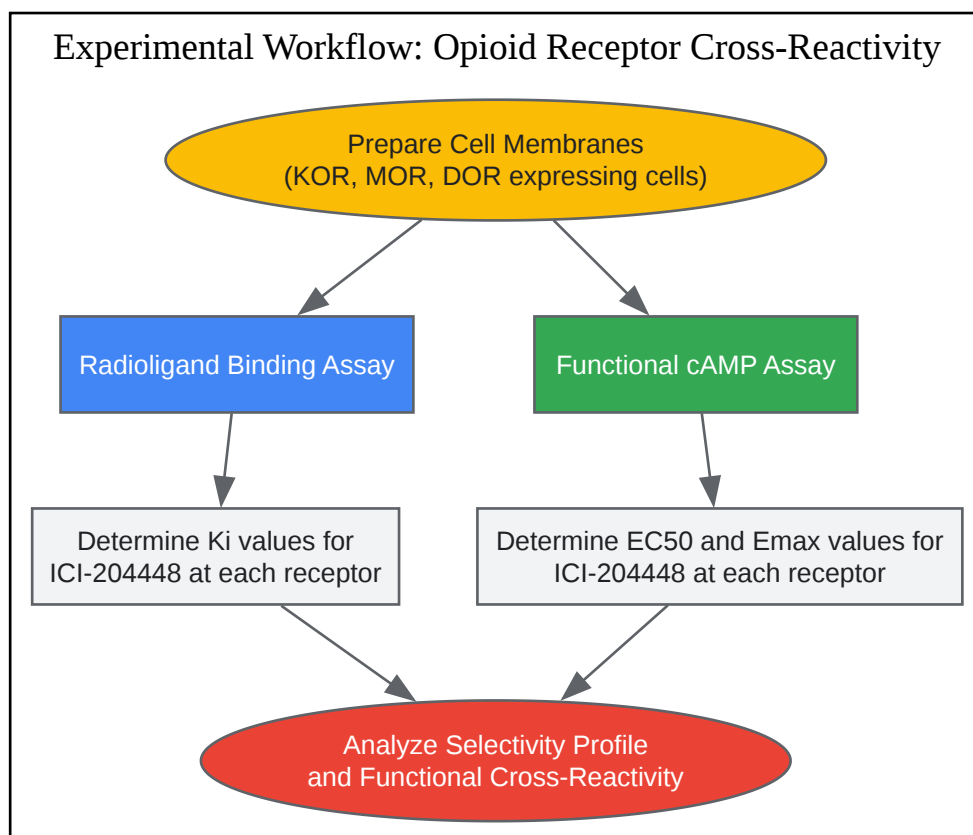 Experimental Workflow: Opioid Receptor Cross-Reactivity
Prepare Cell Membranes
(KOR, MOR, DOR expressing cells)
Radioligand Binding Assay
Functional cAMP Assay
Determine Ki values for
ICI-204448 at each receptor
Determine EC50 and Emax values for
ICI-204448 at each receptor
Analyze Selectivity Profile
and Functional Cross-Reactivity